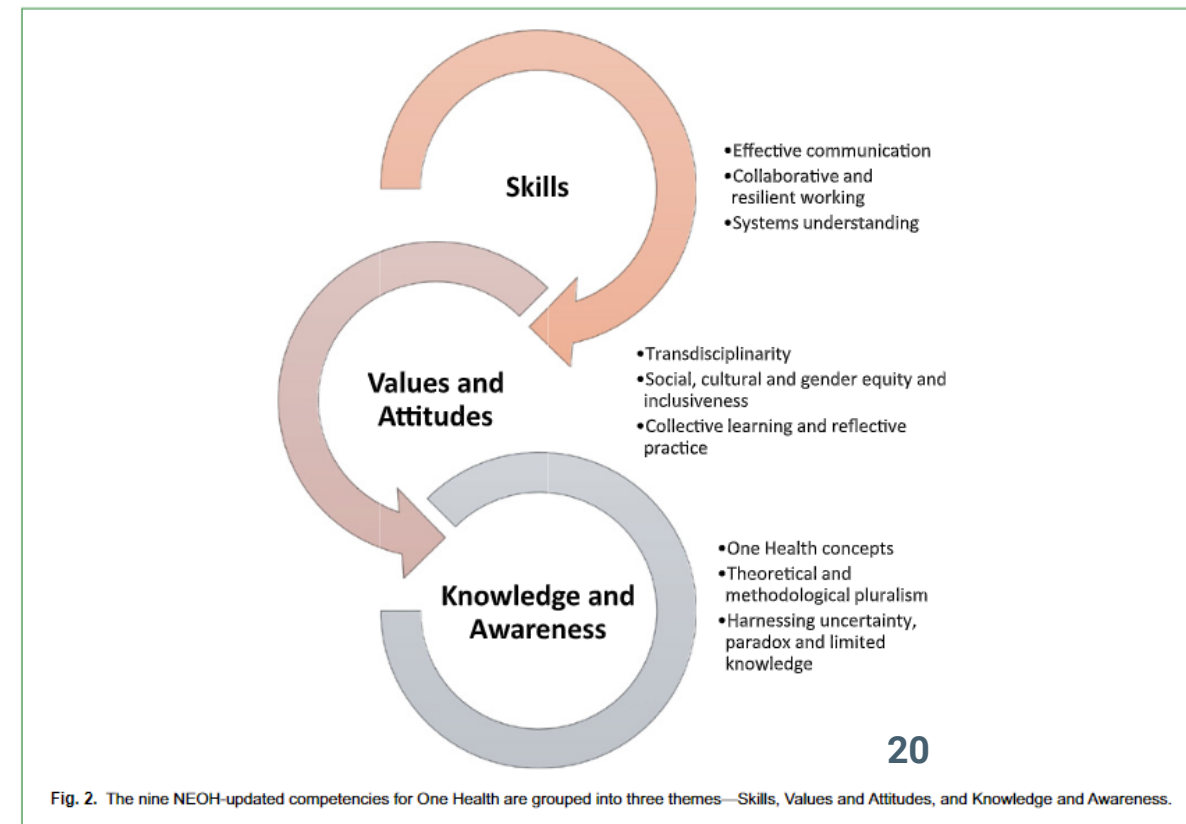 Skills
•Effective communication
•Collaborative and
resilient working
•Systems understanding
Values and
Attitudes
•Transdisciplinarity
•Social, cultural and gender equity and
inclusiveness
•Collective learning and reflective
practice
Knowledge and
Awareness
•One Health concepts
•Theoretical and
methodological pluralism
•Harnessing uncertainty,
paradox and limited
knowledge
20
Fig. 2. The nine NEOH-updated competencies for One Health are grouped into three themes—Skills, Values and Attitudes, and Knowledge and Awareness.